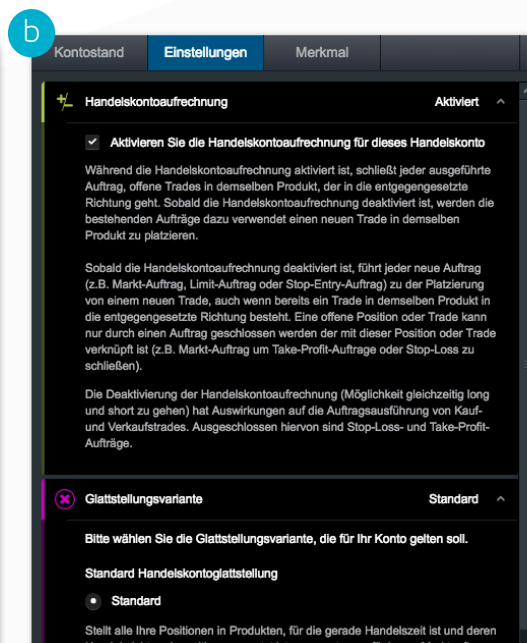 b
Kontostand Einstellungen Merkmal
Handelskontoaufrechnung Aktiviert
Aktivieren Sie die Handelskontoaufrechnung für dieses Handelskonto
Während die Handelskontoaufrechnung aktiviert ist, schließt jeder ausgeführte
Auftrag, offene Trades in demselben Produkt, der in die entgegengesetzte
Richtung geht. Sobald die Handelskontoaufrechnung deaktiviert ist, werden die
bestehenden Aufträge dazu verwendet einen neuen Trade in demselben
Produkt zu platzieren.
Sobald die Handelskontoaufrechnung deaktiviert ist, führt jeder neue Auftrag
(z.B. Markt-Auftrag, Limit-Auftrag oder Stop-Entry-Auftrag) zu der Platzierung
von einem neuen Trade, auch wenn bereits ein Trade in demselben Produkt in
die entgegengesetzte Richtung besteht. Eine offene Position oder Trade kann
nur durch einen Auftrag geschlossen werden der mit dieser Position oder Trade
verknüpft ist (z.B. Markt-Auftrag um Take-Profit-Auftrage oder Stop-Loss zu
schließen).
Die Deaktivierung der Handelskontoaufrechnung (Möglichkeit gleichzeitig long
und short zu gehen) hat Auswirkungen auf die Auftragsausführung von Kauf-
und Verkaufstrades. Ausgeschlossen hiervon sind Stop-Loss- und Take-Profit-
Aufträge.
Glattstellungsvariante Standard
Bitte wählen Sie die Glattstellungsvariante, die für Ihr Konto gelten soll.
Standard Handelskontoglattstellung
Standard
Stellt alle Ihre Positionen in Produkten, für die gerade Handelszeit ist und deren